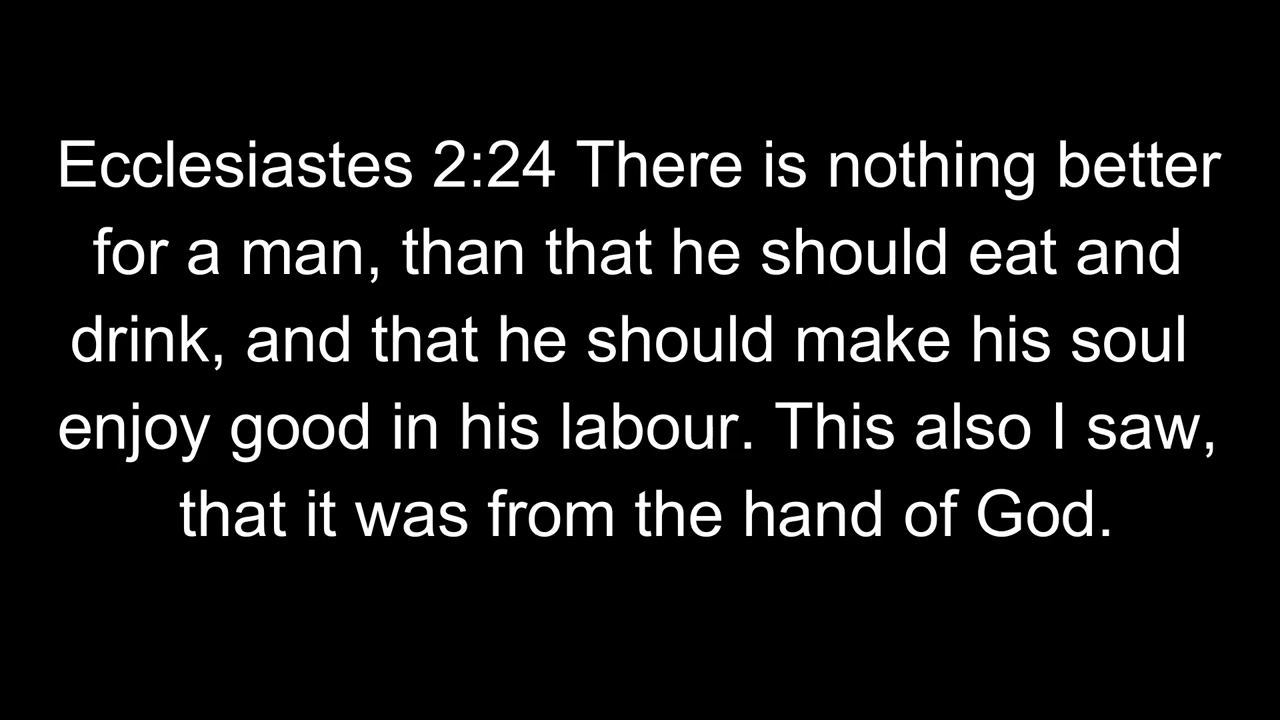 Ecclesiastes 2:24 There is nothing better
for a man, than that he should eat and
drink, and that he should make his soul
enjoy good in his labour. This also I saw,
that it was from the hand of God.